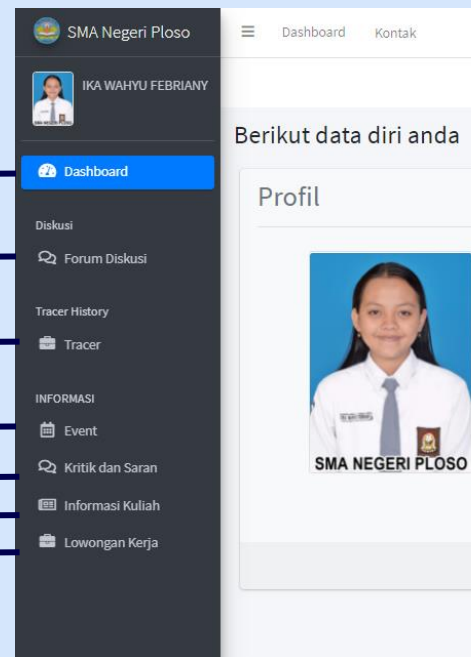 SMA Negeri Ploso
IKA WAHYU FEBRIANY
Dashboard
Diskusi
Forum Diskusi
Tracer History
Tracer
INFORMASI
Event
Kritik dan Saran
Informasi Kuliah
Lowongan Kerja
Dashboard Kontak
Berikut data diri anda
Profil
SMA NEGERI PLOSO